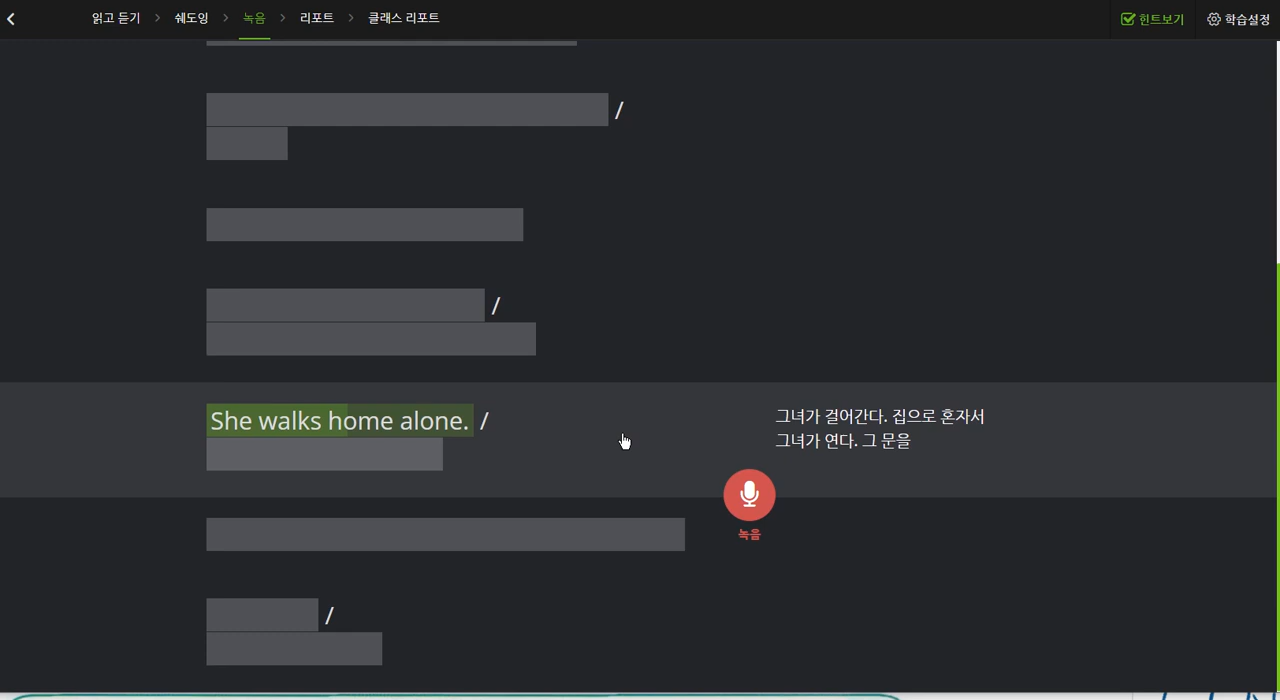 읽고 듣기 > 쉐도잉 > 녹음 > 리포트 > 클래스 리포트
힌트보기
학습설정
/
/
She walks home alone. /
그녀가 걸어간다. 집으로 혼자서
그녀가 연다. 그 문을
녹음
/